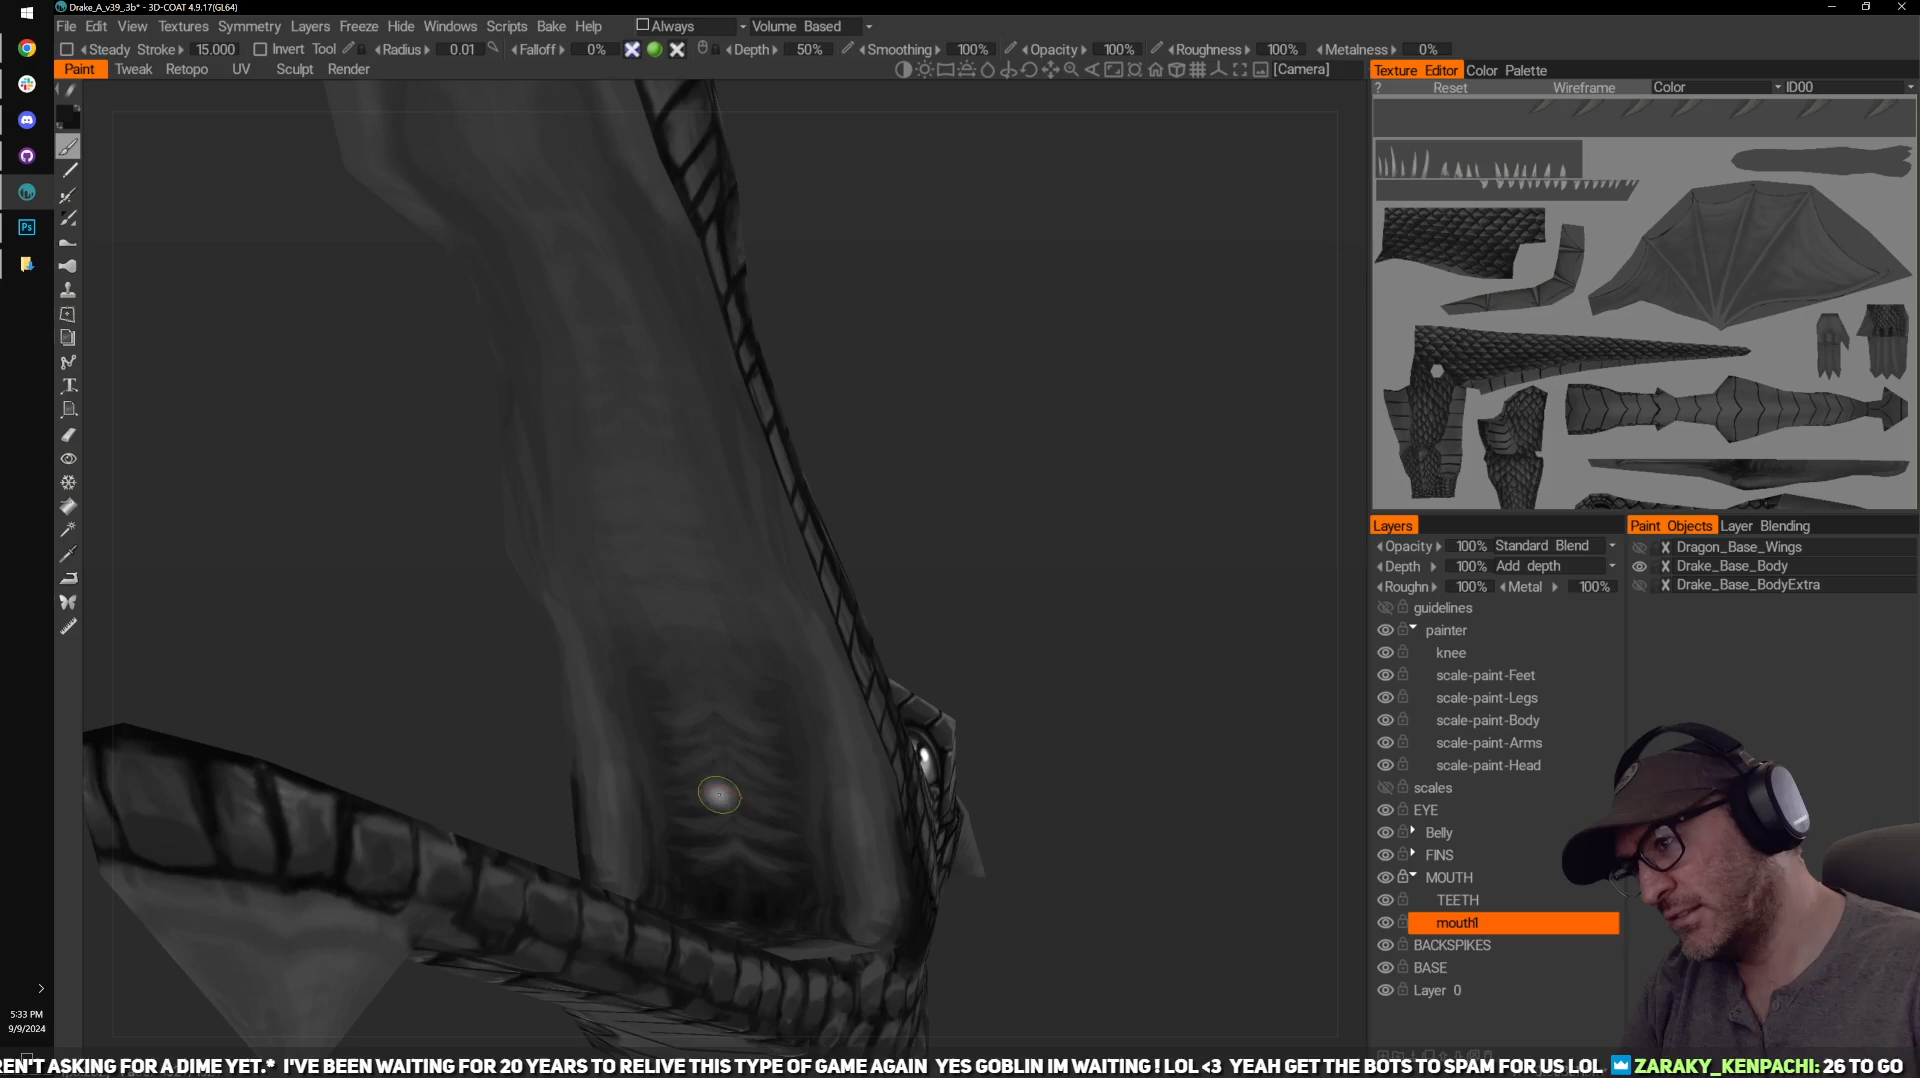 Drake_A_v39_.3b* - 3D-COAT 4.9.17(GL64)
File Edit View Textures Symmetry Layers Freeze Hide Windows Scripts Bake Help Always Volume Based
Steady Stroke 15.000 Invert Tool Radius 0.01 Falloff 0% Depth 50% Smoothing 100% Opacity 100% Roughness 100% Metalness 0%
Paint Tweak Retopo UV Sculpt Render [Camera] Texture Editor Color Palette
? Reset Wireframe Color ID00
Layers Paint Objects Layer Blending
Opacity 100% Standard Blend
Depth 100% Add depth
Roughn 100% Metal 100%
Dragon_Base_Wings
Drake_Base_Body
Drake_Base_BodyExtra
guidelines
painter
knee
scale-paint-Feet
scale-paint-Legs
scale-paint-Body
scale-paint-Arms
scale-paint-Head
scales
EYE
Belly
FINS
MOUTH
TEETH
mouth1
BACKSPIKES
BASE
Layer 0
Ps
5:33 PM
9/9/2024
REN'T ASKING FOR A DIME YET.* I'VE BEEN WAITING FOR 20 YEARS TO RELIVE THIS TYPE OF GAME AGAIN YES GOBLIN IM WAITING ! LOL <3 YEAH GET THE BOTS TO SPAM FOR US LOL ZARAKY_KENPACHI: 26 TO GO